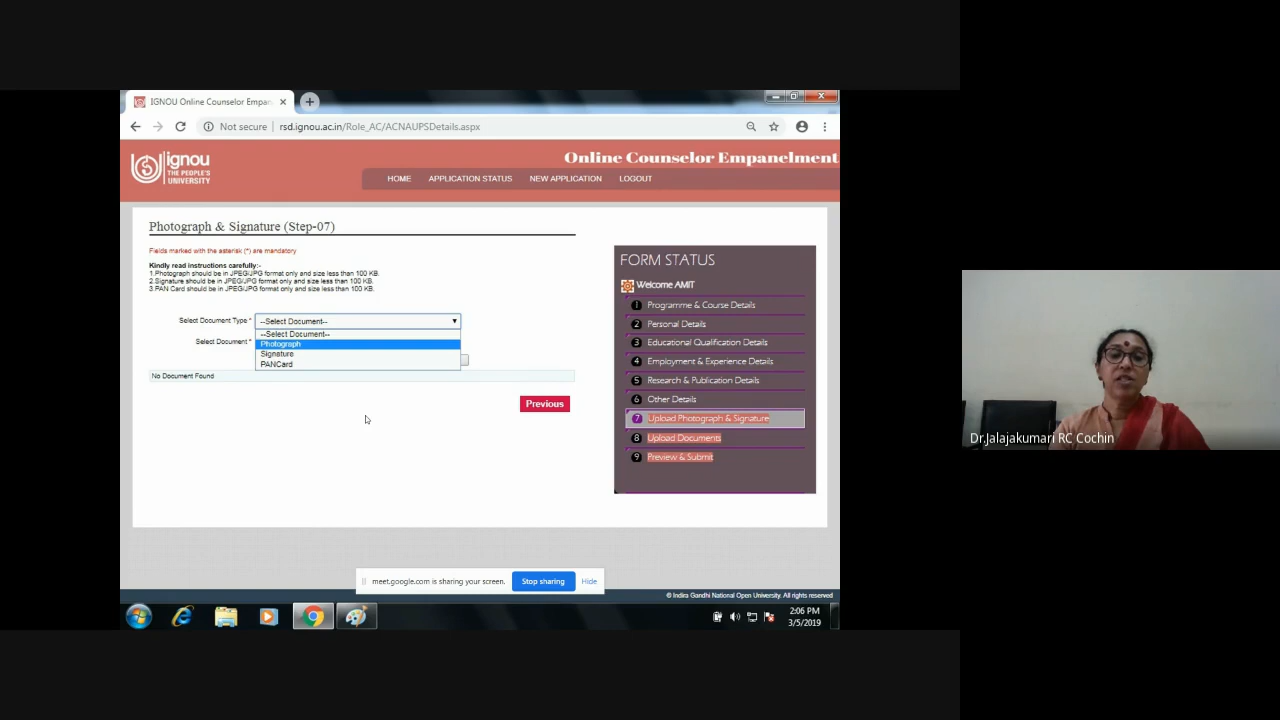 IGNOU Online Counselor Empan
Not secure | rsd.ignou.ac.in/Role_AC/ACNAUPSDetails.aspx
ignou
THE PEOPLE'S
UNIVERSITY
Online Counselor Empanelment
HOME APPLICATION STATUS NEW APPLICATION LOGOUT
Photograph & Signature (Step-07)
Fields marked with the asterisk (*) are mandatory
Kindly read instructions carefully:-
1.Photograph should be in JPEG/JPG format only and size less than 100 KB.
2.Signature should be in JPEG/JPG format only and size less than 100 KB.
3.PAN Card should be in JPEG/JPG format only and size less than 100 KB.
Select Document Type * --Select Document--
--Select Document--
Select Document * Photograph
Signature
PANCard
No Document Found
Previous
FORM STATUS
Welcome AMIT
1 Programme & Course Details
2 Personal Details
3 Educational Qualification Details
4 Employment & Experience Details
5 Research & Publication Details
6 Other Details
7 Upload Photograph & Signature
8 Upload Documents
9 Preview & Submit
meet.google.com is sharing your screen. Stop sharing Hide
© Indira Gandhi National Open University. All rights reserved
2:06 PM
3/5/2019
Dr.Jalajakumari RC Cochin